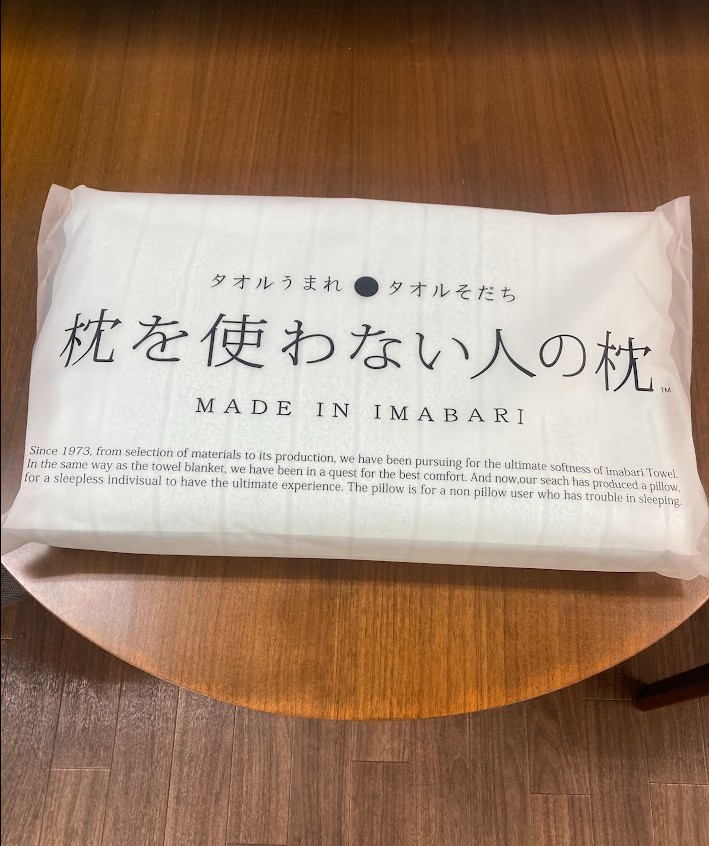 タオルうまれ●タオルそだち
枕を使わない人の枕™
MADE IN IMABARI
Since 1973, from selection of materials to its production, we have been pursuing for the ultimate softness of Imabari Towel.
In the same way as the towel blanket, we have been in a quest for the best comfort. And now,our seach has produced a pillow,
for a sleepless indivisual to have the ultimate experience. The pillow is for a non pillow user who has trouble in sleeping.